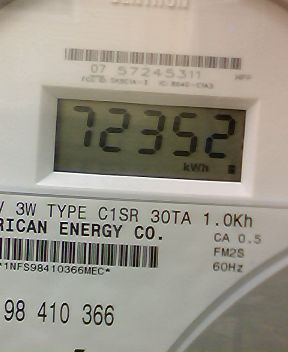 07 57245311
72352
kWh
V 3W TYPE C1SR 30TA 1.0Kh
RICAN ENERGY CO.
CA 0.5
FM2S
*1NFS98410366MEC*
60Hz
98 410 366